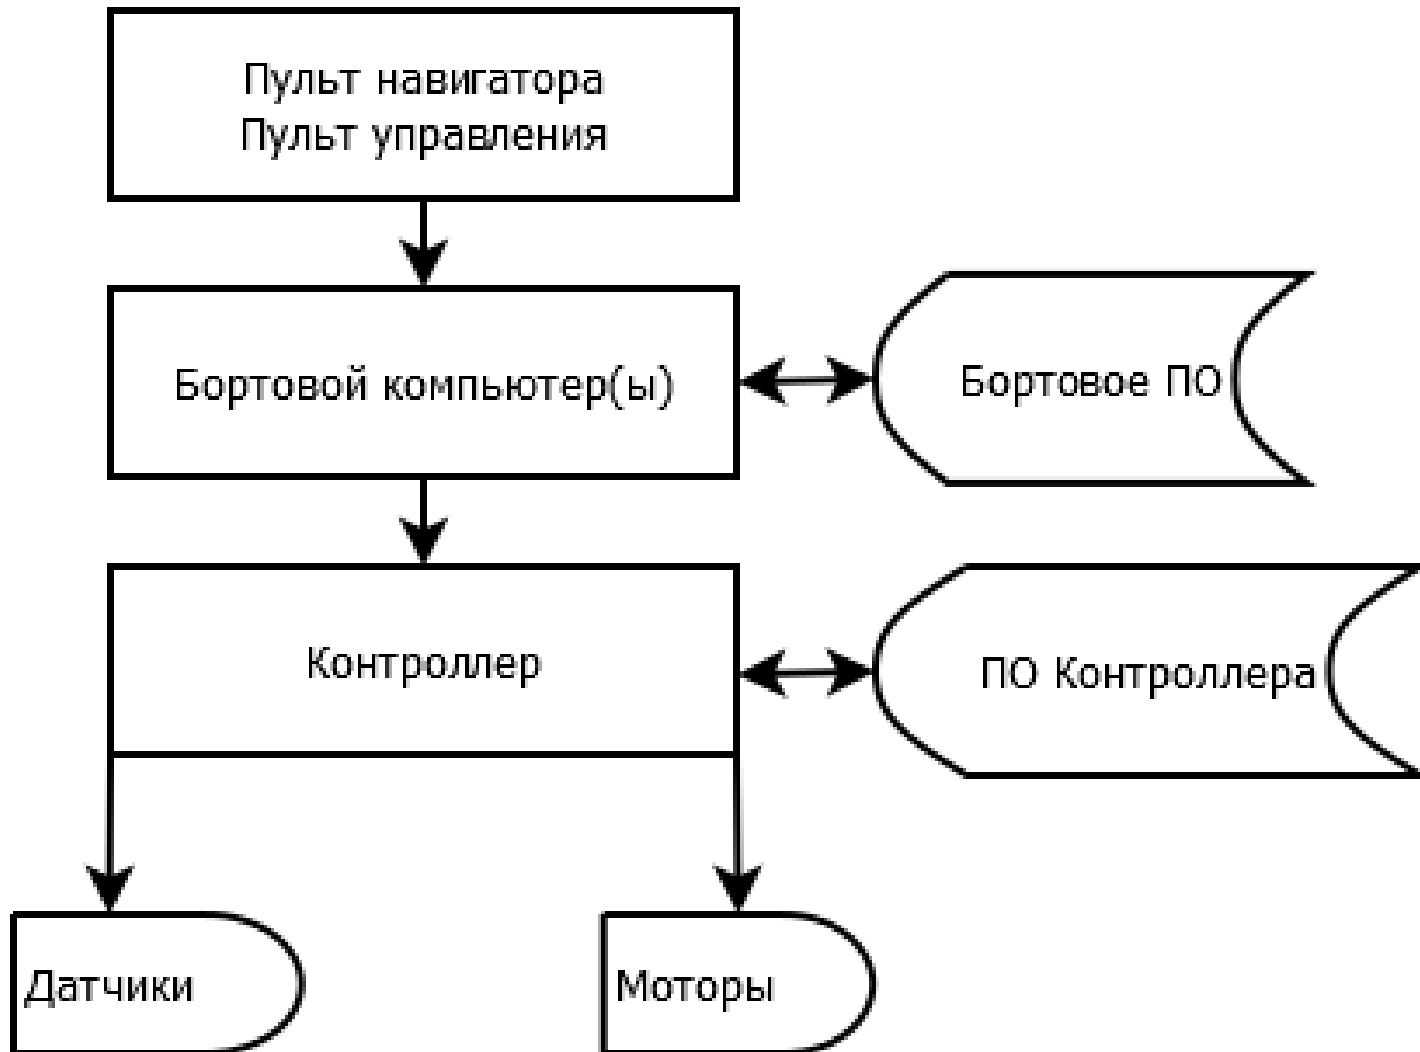 Пульт навигатора
Пульт управления
Бортовой компьютер(ы)
Бортовое ПО
Контроллер
ПО Контроллера
Датчики
Моторы